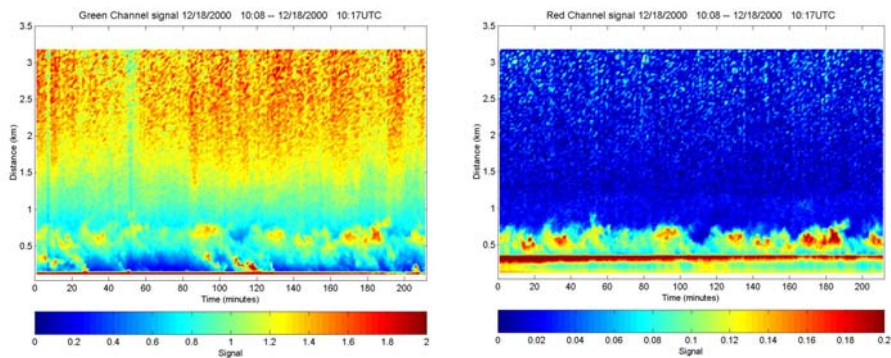 Green Channel signal 12/18/2000 10:08 -- 12/18/2000 10:17UTC
3.5
3
2.5
2
1.5
1
0.5
0
Distance (km)
0 20 40 60 80 100 120 140 160 180 200
Time (minutes)
0 0.2 0.4 0.6 0.8 1 1.2 1.4 1.6 1.8 2
Signal
Red Channel signal 12/18/2000 10:08 -- 12/18/2000 10:17UTC
3.5
3
2.5
2
1.5
1
0.5
0
Distance (km)
0 20 40 60 80 100 120 140 160 180 200
Time (minutes)
0 0.02 0.04 0.06 0.08 0.1 0.12 0.14 0.16 0.18 0.2
Signal